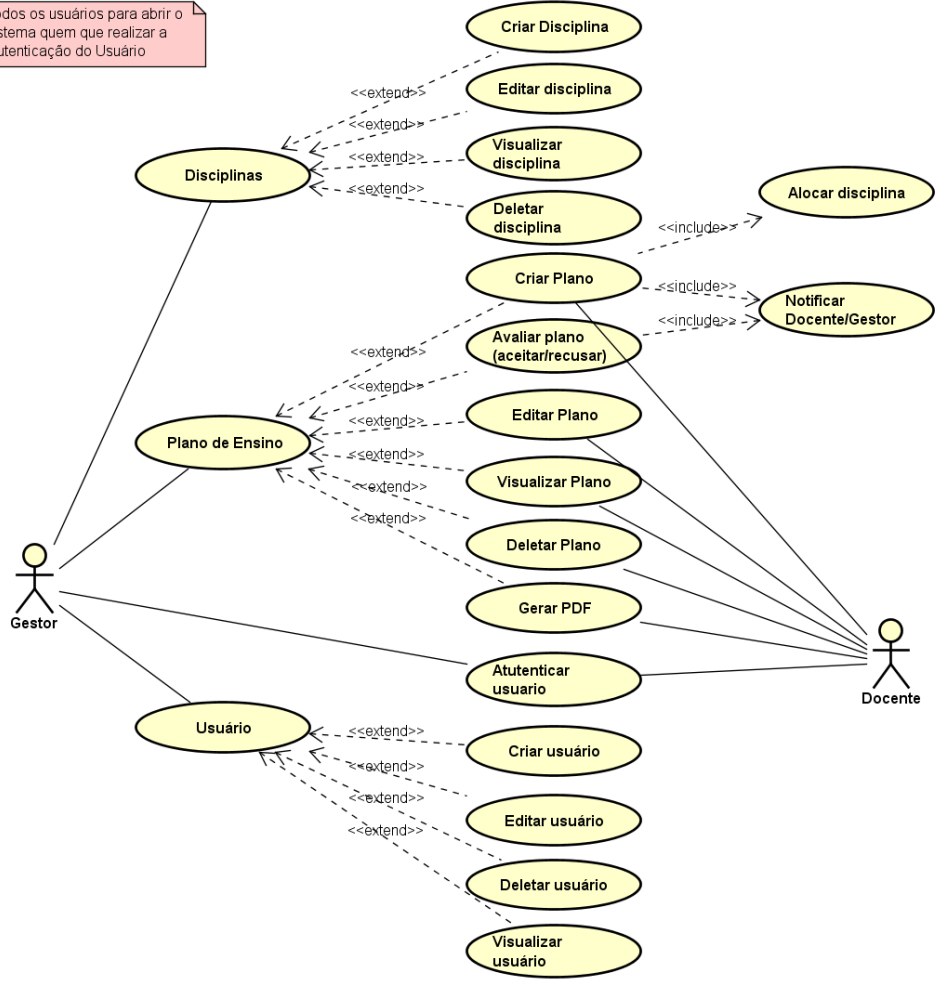 odos os usuários para abrir o
stema quem que realizar a
utenticação do Usuário
Criar Disciplina
<<extend>>
Editar disciplina
<<extend>>
Visualizar
disciplina
<<extend>>
Disciplinas
<<extend>>
Deletar
disciplina
Alocar disciplina
<<include>>
Criar Plano
<<include>>
Notificar
Docente/Gestor
<<include>>
Avaliar plano
(aceitar/recusar)
<<extend>>
<<extend>>
Editar Plano
<<extend>>
Plano de Ensino
<<extend>>
Visualizar Plano
<<extend>>
<<extend>>
Deletar Plano
Gerar PDF
Gestor
Atutenticar
usuario
Docente
Usuário
<<extend>>
Criar usuário
<<extend>>
<<extend>>
Editar usuário
<<extend>>
Deletar usuário
Visualizar
usuário